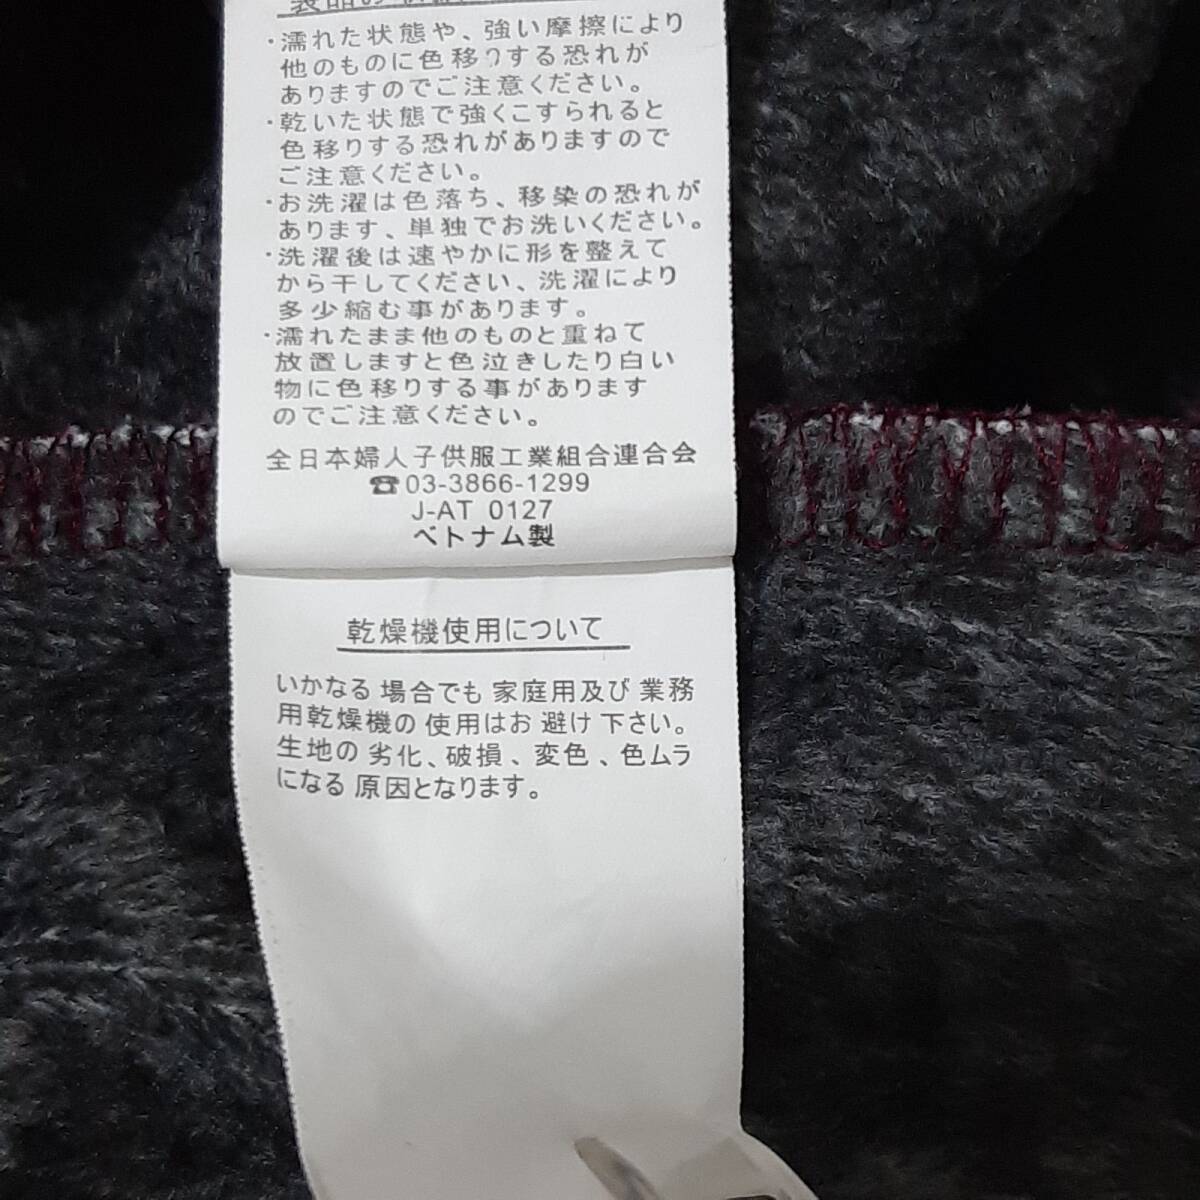 ・濡れた状態や、強い摩擦により
他のものに色移りする恐れが
ありますのでご注意ください。
・乾いた状態で強くこすられると
色移りする恐れがありますので
ご注意ください。
・お洗濯は色落ち、移染の恐れが
あります、単独でお洗いください。
・洗濯後は速やかに形を整えて
から干してください、洗濯により
多少縮む事があります。
・濡れたまま他のものと重ねて
放置しますと色泣きしたり白い
物に色移りする事があります
のでご注意ください。
全日本婦人子供服工業組合連合会
☎03-3866-1299
J-AT 0127
ベトナム製
乾燥機使用について
いかなる 場合でも 家庭用及び 業務
用乾燥機の 使用はお 避け 下さい。
生地の 劣化、破損、変色、色ムラ
になる 原因となります。